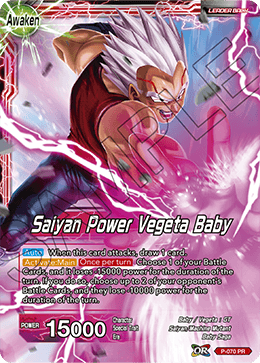 Awaken
LEADER BACK
Saiyan Power Vegeta Baby
Auto When this card attacks, draw 1 card.
Activate:Main Once per turn Choose 1 of your Battle
Cards, and it loses -15000 power for the duration of the
turn. If you do so, choose up to 2 of your opponent's
Battle Cards, and they lose -10000 power for the
duration of the turn.
POWER 15000
Character
Special Trait
Era
Baby / Vegeta : GT
Saiyan/Machine Mutant
Baby Saga
P-070 PR